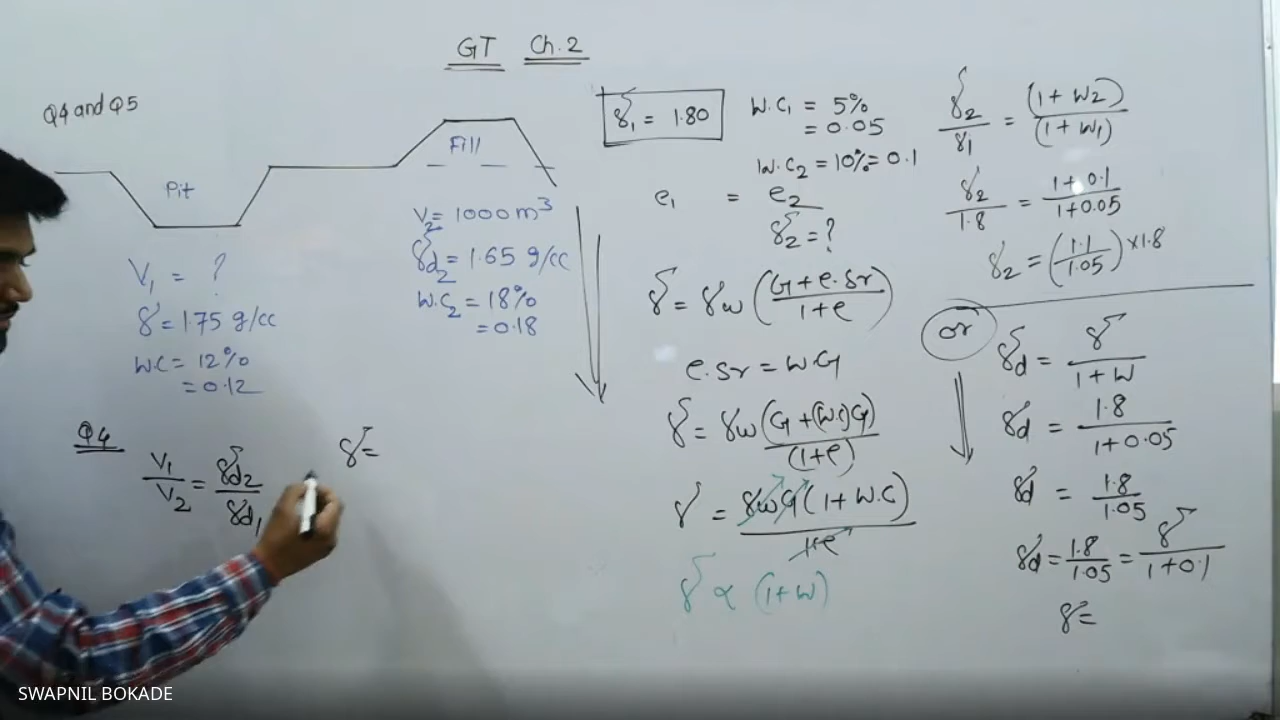 GT Ch.2
Q4 and Q5
Pit
V₁ = ?
γ = 1.75 g/cc
W.C = 12%
= 0.12
Fill
V₂ = 1000 m³
γd₂ = 1.65 g/cc
W.C₂ = 18%
= 0.18
Q4
V₁/V₂ = γd₂/γd₁
γ =
γ₁ = 1.80
W.C₁ = 5%
= 0.05
W.C₂ = 10% = 0.1
e₁ = e₂
γ₂ = ?
γ = γw ((G + e.Sr)/(1+e))
e.Sr = WG
γ = γw (G + (W.C)G)/(1+e)
γ = γwG (1 + W.C)/(1+e)
γ ∝ (1+W)
γ₂/γ₁ = (1 + W₂)/(1 + W₁)
γ₂/1.8 = (1 + 0.1)/(1 + 0.05)
γ₂ = (1.1/1.05) × 1.8
or
γd = γ/(1 + W)
γd = 1.8/(1 + 0.05)
γd = 1.8/1.05
γd = 1.8/1.05 = γ/(1 + 0.1)
γ =
SWAPNIL BOKADE